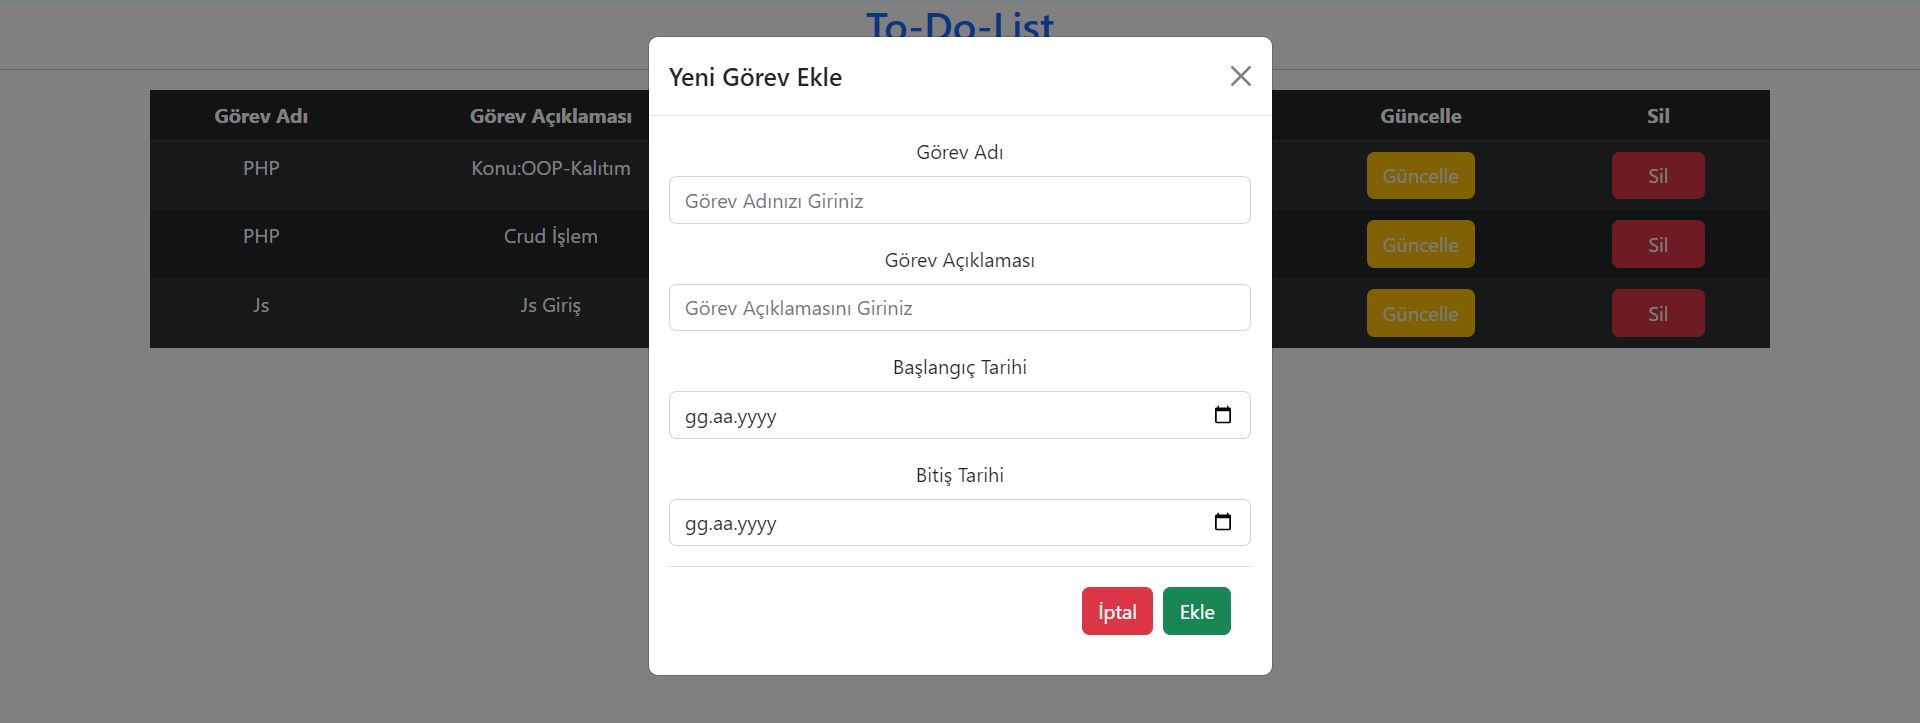 To-Do-List
Yeni Görev Ekle
Görev Adı Görev Açıklaması Güncelle Sil
PHP Konu:OOP-Kalıtım Güncelle Sil
PHP Crud İşlem Güncelle Sil
Js Js Giriş Güncelle Sil
Görev Adı
Görev Adınızı Giriniz
Görev Açıklaması
Görev Açıklamasını Giriniz
Başlangıç Tarihi
gg.aa.yyyy
Bitiş Tarihi
gg.aa.yyyy
İptal Ekle